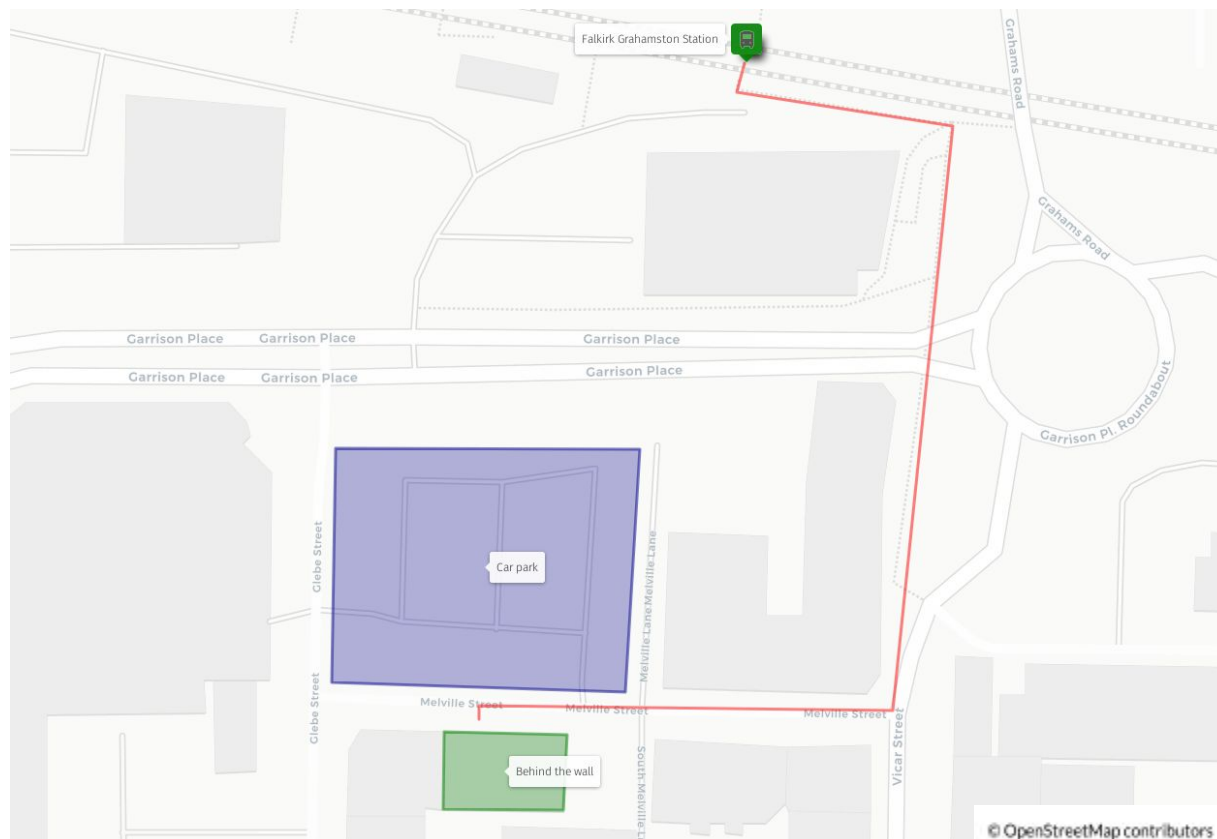 Falkirk Grahamston Station
Grahams Road
Grahams Road
Garrison Place
Garrison Place
Garrison Place
Garrison Place
Garrison Place
Garrison Place
Garrison Pl. Roundabout
Glebe Street
Car park
Melville Lane
Melville Lane
Glebe Street
Melville Street
Melville Street
Melville Street
Vicar Street
South Melville L
Behind the wall
© OpenStreetMap contributors